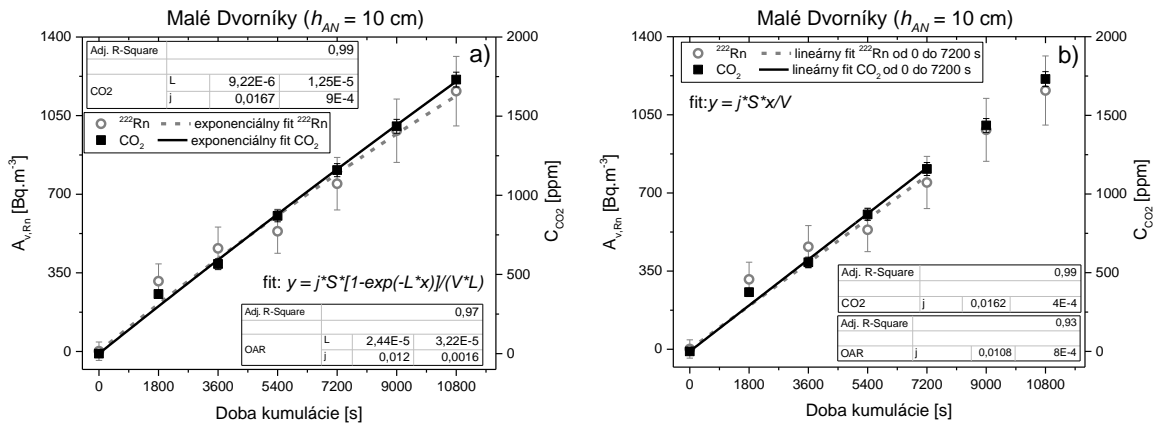 Malé Dvorníky (h_AN = 10 cm)
a)
Adj. R-Square 0,99
CO2 L 9,22E-6 1,25E-5
j 0,0167 9E-4
²²²Rn exponenciálny fit ²²²Rn
CO₂ exponenciálny fit CO₂
fit: y = j*S*[1-exp(-L*x)]/(V*L)
Adj. R-Square 0,97
OAR L 2,44E-5 3,22E-5
j 0,012 0,0016
A_v,Rn [Bq.m⁻³]
1400
1050
700
350
0
C_CO2 [ppm]
2000
1500
1000
500
0
0 1800 3600 5400 7200 9000 10800
Doba kumulácie [s]
Malé Dvorníky (h_AN = 10 cm)
b)
²²²Rn lineárny fit ²²²Rn od 0 do 7200 s
CO₂ lineárny fit CO₂ od 0 do 7200 s
fit:y = j*S*x/V
Adj. R-Square 0,99
CO2 j 0,0162 4E-4
Adj. R-Square 0,93
OAR j 0,0108 8E-4
A_v,Rn [Bq.m⁻³]
1400
1050
700
350
0
C_CO2 [ppm]
2000
1500
1000
500
0
0 1800 3600 5400 7200 9000 10800
Doba kumulácie [s]